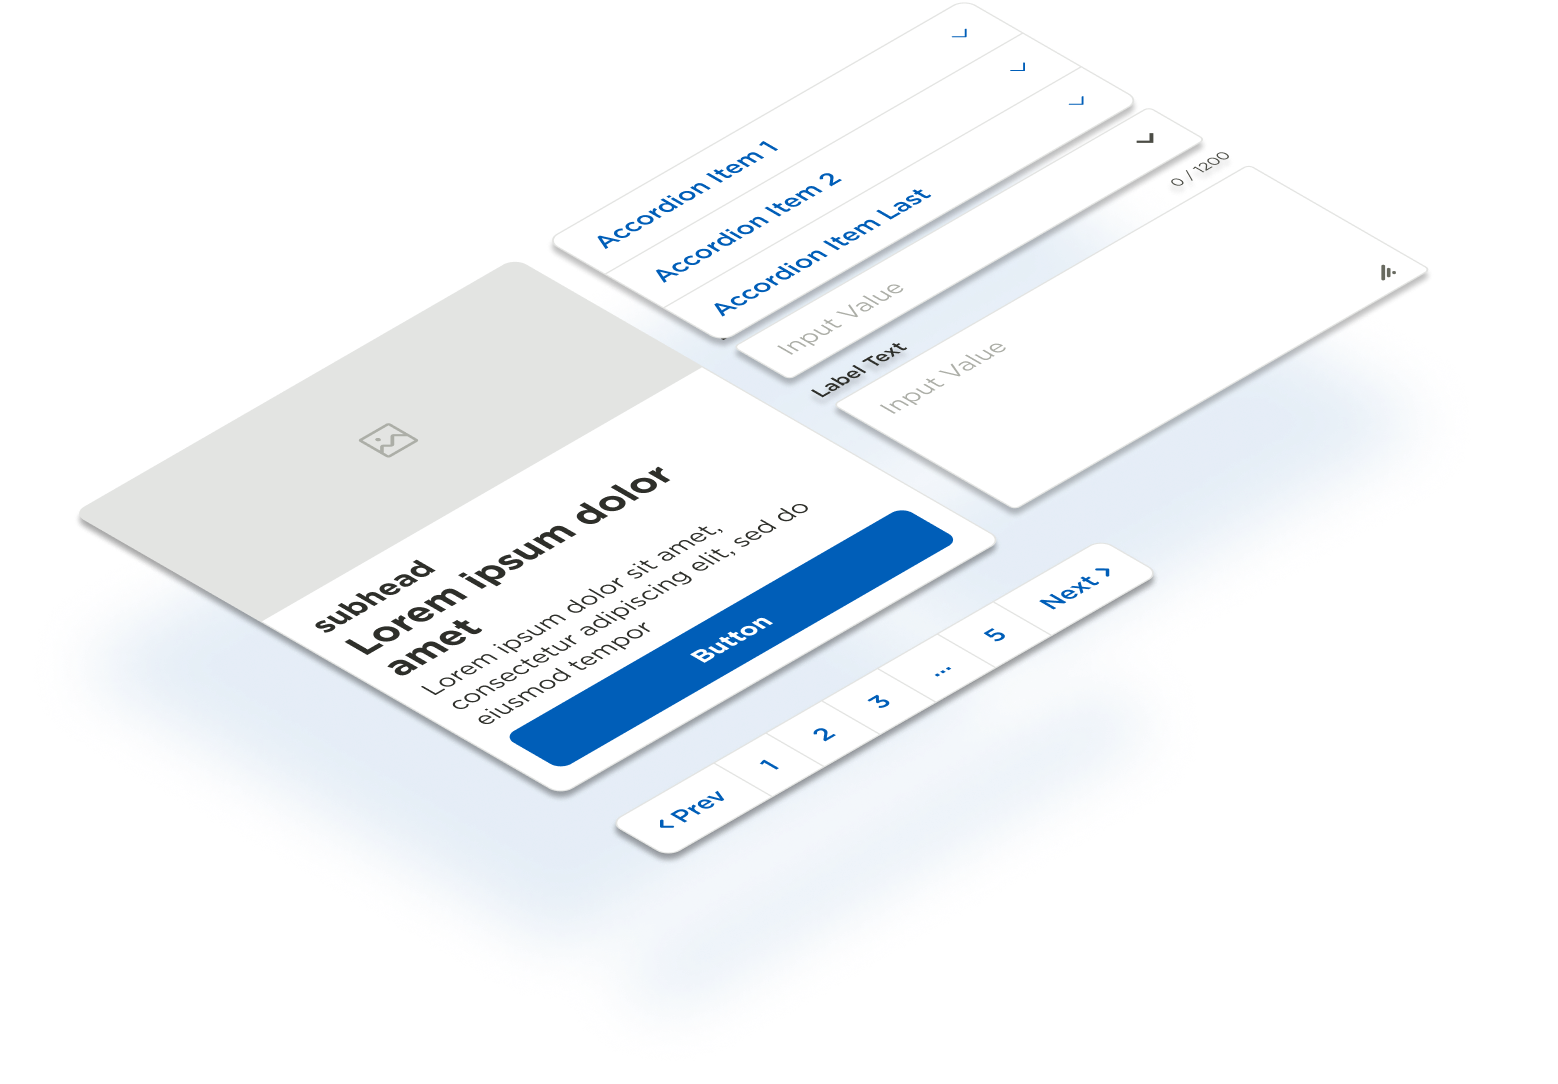 Accordion Item 1
Accordion Item 2
Accordion Item Last
Input Value
Label Text
0 / 1200
Input Value
subhead
Lorem ipsum dolor
amet
Lorem ipsum dolor sit amet,
consectetur adipiscing elit, sed do
eiusmod tempor
Button
‹ Prev 1 2 3 ... 5 Next ›